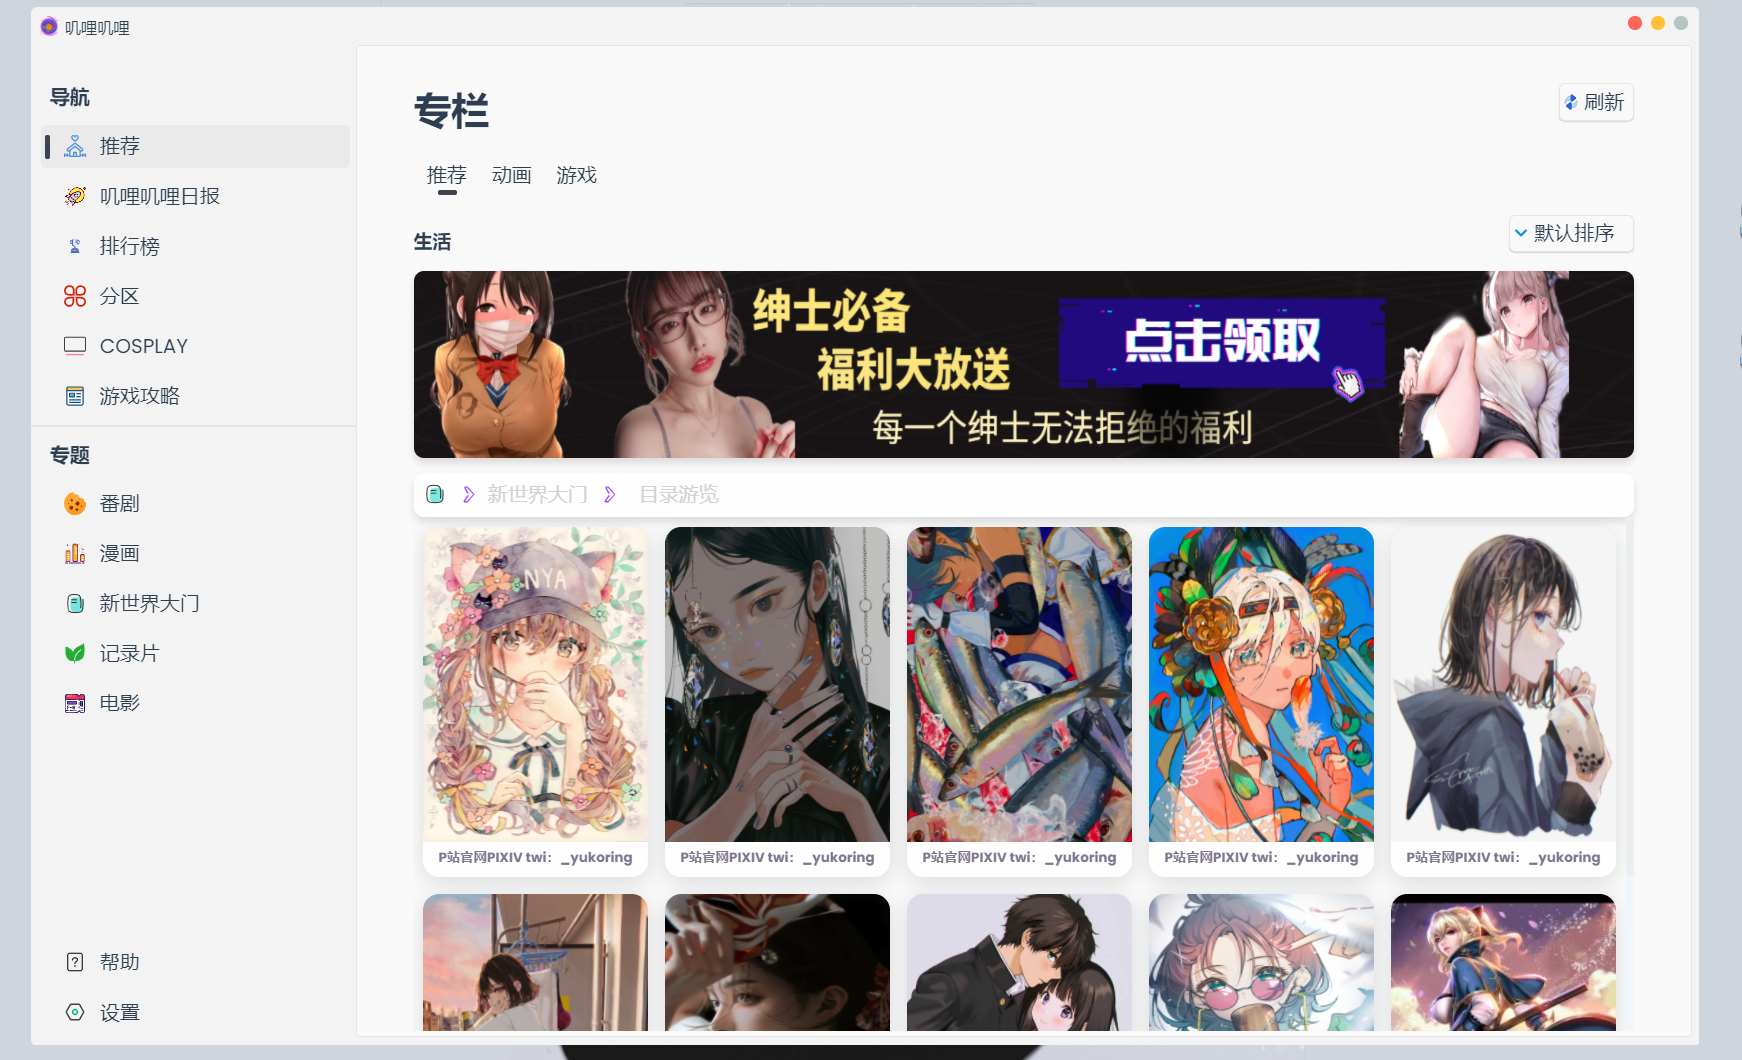 叽哩叽哩
导航
推荐
叽哩叽哩日报
排行榜
分区
COSPLAY
游戏攻略
专题
番剧
漫画
新世界大门
记录片
电影
帮助
设置
专栏
刷新
推荐 动画 游戏
生活
默认排序
绅士必备
福利大放送
点击领取
每一个绅士无法拒绝的福利
新世界大门 目录游览
NYA
P站官网PIXIV twi：_yukoring
P站官网PIXIV twi：_yukoring
P站官网PIXIV twi：_yukoring
P站官网PIXIV twi：_yukoring
P站官网PIXIV twi：_yukoring